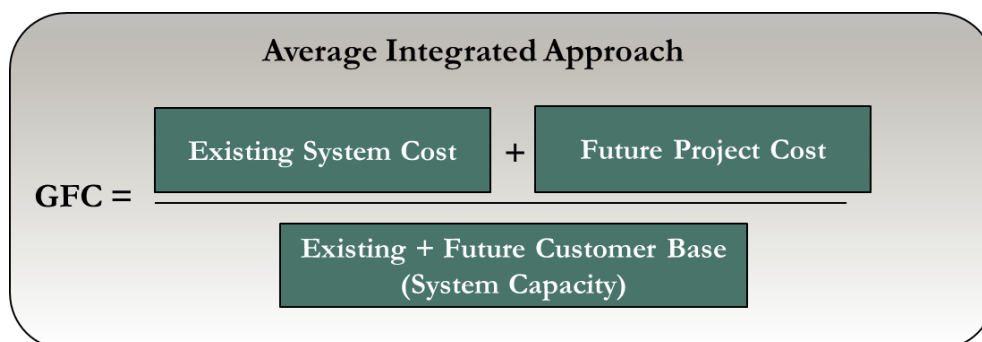 Average Integrated Approach
Existing System Cost + Future Project Cost
GFC =
Existing + Future Customer Base
(System Capacity)